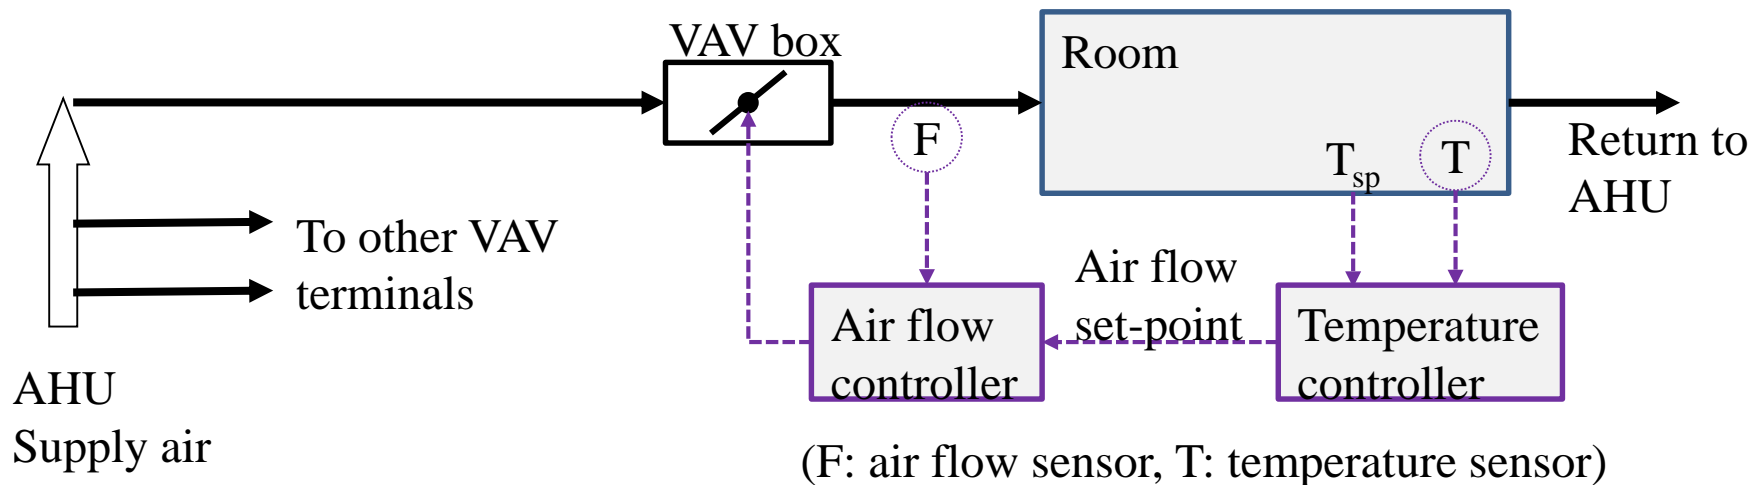 VAV box
Room
F
T_sp
T
Return to
AHU
To other VAV
terminals
Air flow
set-point
Air flow
controller
Temperature
controller
AHU
Supply air
(F: air flow sensor, T: temperature sensor)